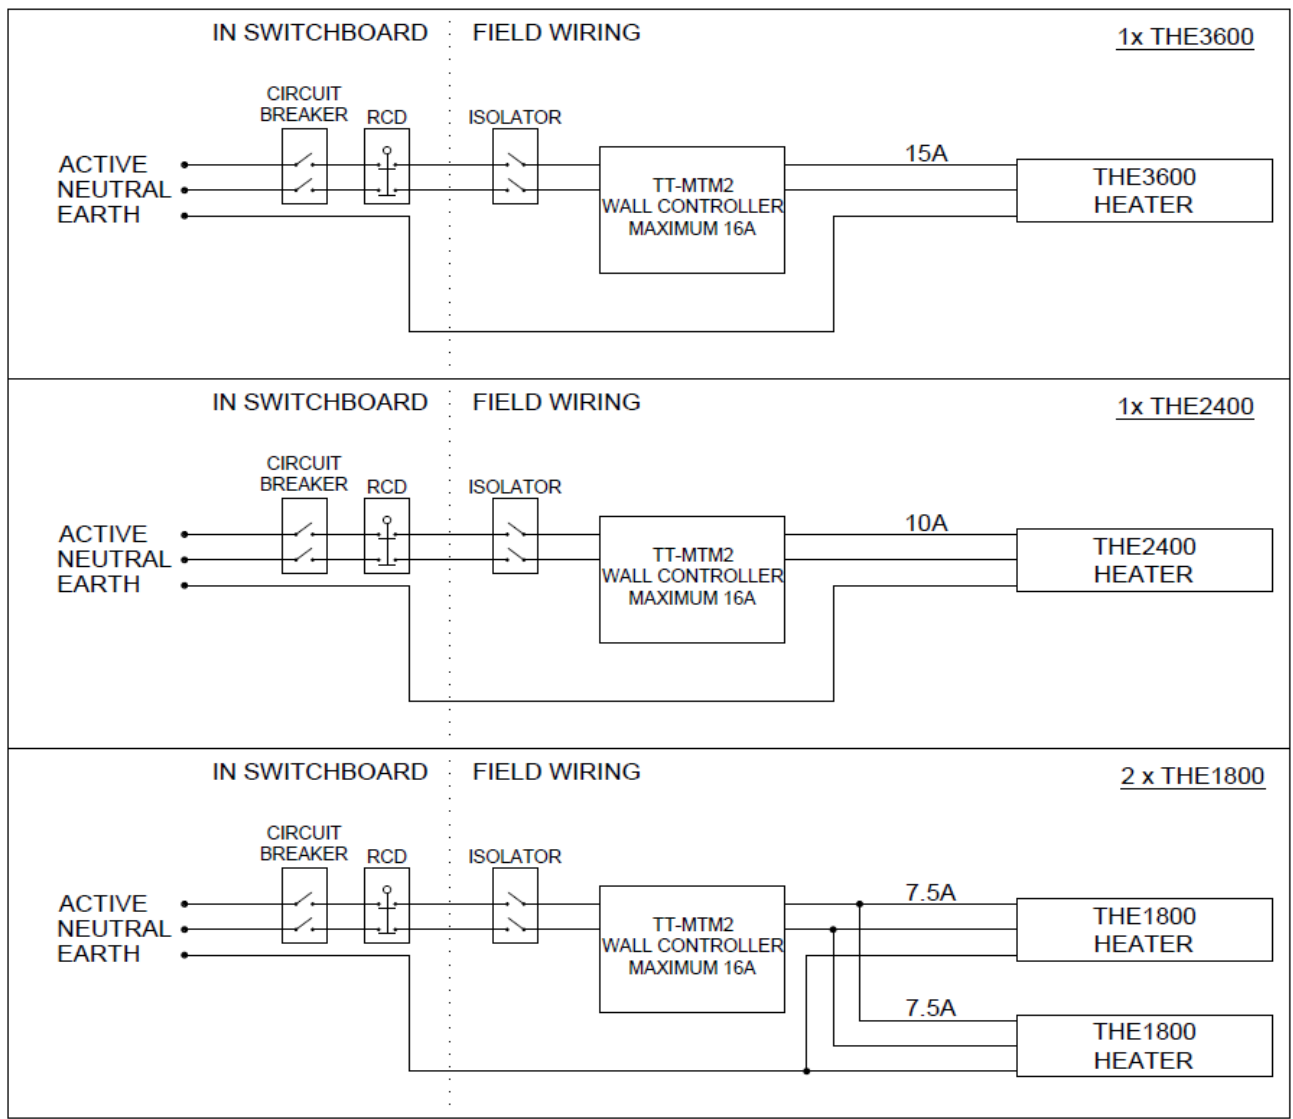 IN SWITCHBOARD
FIELD WIRING
1x THE3600
CIRCUIT
BREAKER
RCD
ISOLATOR
ACTIVE
NEUTRAL
EARTH
TT-MTM2
WALL CONTROLLER
MAXIMUM 16A
15A
THE3600
HEATER
IN SWITCHBOARD
FIELD WIRING
1x THE2400
CIRCUIT
BREAKER
RCD
ISOLATOR
ACTIVE
NEUTRAL
EARTH
TT-MTM2
WALL CONTROLLER
MAXIMUM 16A
10A
THE2400
HEATER
IN SWITCHBOARD
FIELD WIRING
2 x THE1800
CIRCUIT
BREAKER
RCD
ISOLATOR
ACTIVE
NEUTRAL
EARTH
TT-MTM2
WALL CONTROLLER
MAXIMUM 16A
7.5A
THE1800
HEATER
7.5A
THE1800
HEATER